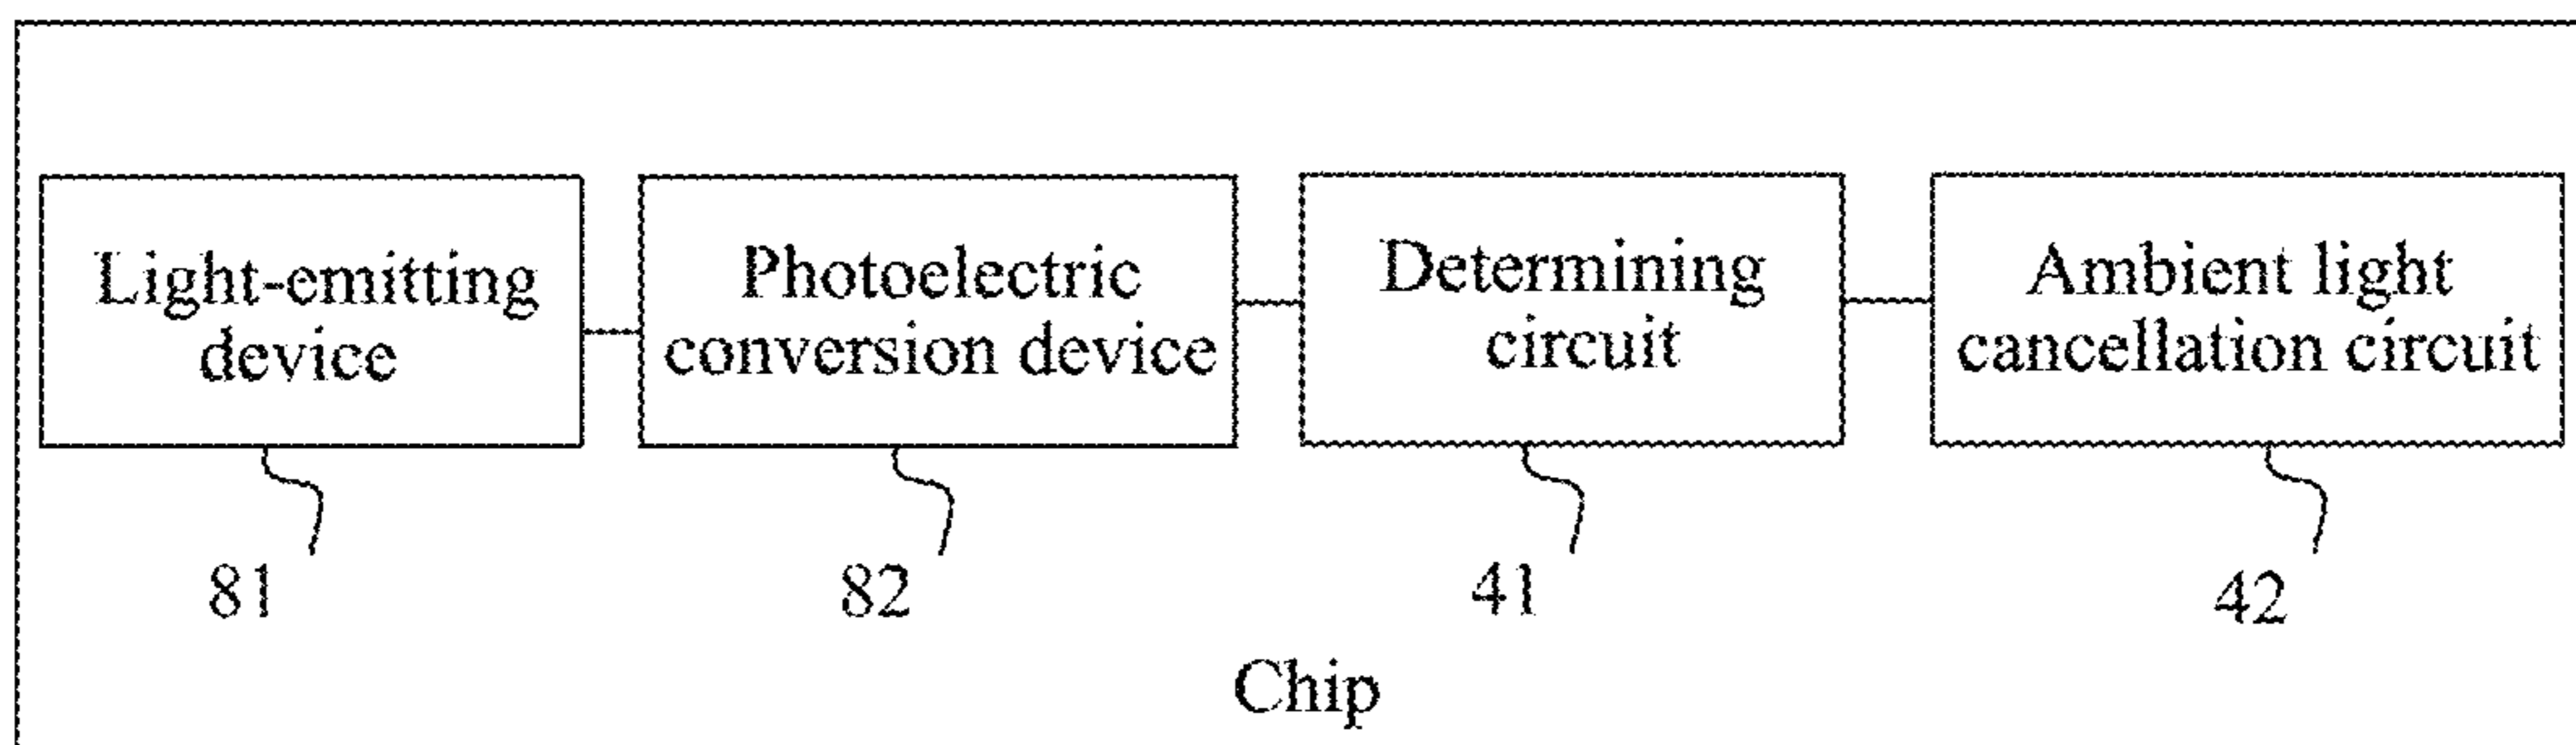 Light-emitting
device
Photoelectric
conversion device
Determining
circuit
Ambient light
cancellation circuit
81
82
41
42
Chip